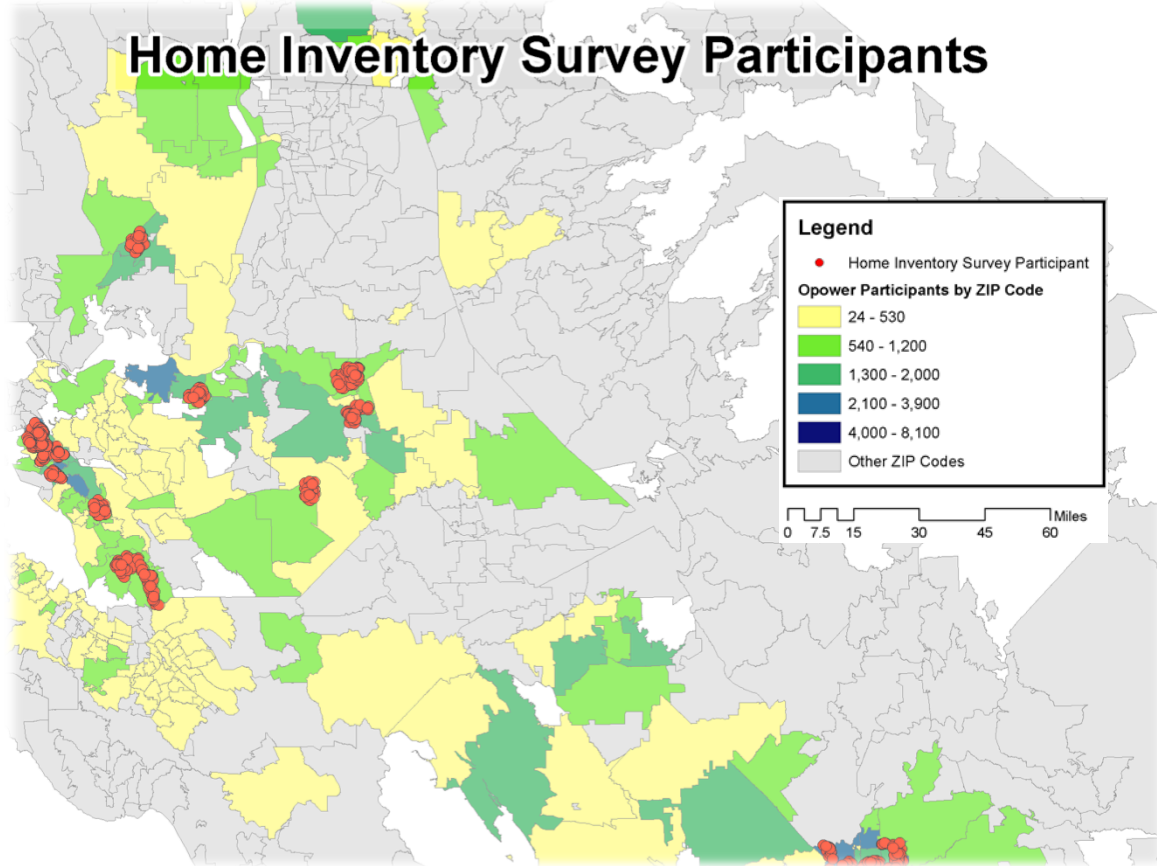 Home Inventory Survey Participants
Legend
Home Inventory Survey Participant
Opower Participants by ZIP Code
24 - 530
540 - 1,200
1,300 - 2,000
2,100 - 3,900
4,000 - 8,100
Other ZIP Codes
Miles
0 7.5 15 30 45 60